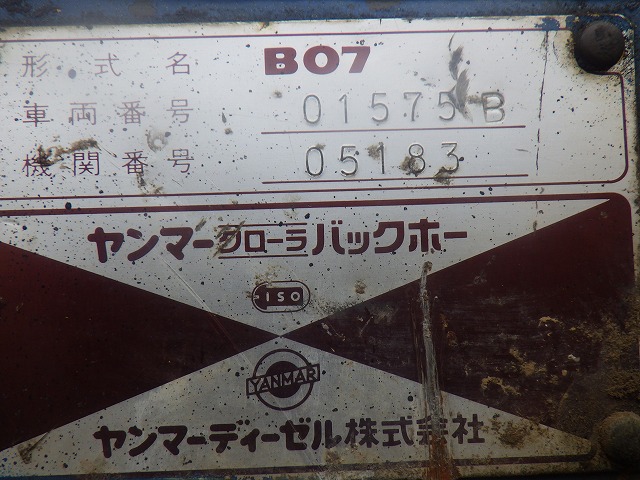 形式名 B07
車両番号 01575B
機関番号 05183
ヤンマークローラバックホー
ISO
YANMAR
ヤンマーディーゼル株式会社